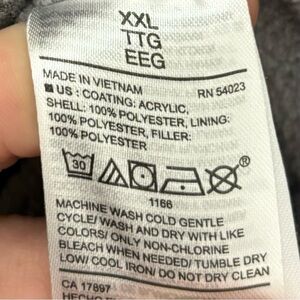 XXL
TTG
EEG
MADE IN VIETNAM RN 54023
US : COATING: ACRYLIC,
SHELL: 100% POLYESTER, LINING:
100% POLYESTER, FILLER:
100% POLYESTER
30 ®
1166
MACHINE WASH COLD GENTLE
CYCLE/ WASH AND DRY WITH LIKE
COLORS/ ONLY NON-CHLORINE
BLEACH WHEN NEEDED/ TUMBLE DRY
LOW/ COOL IRON/ DO NOT DRY CLEAN
CA 17897
HECHO